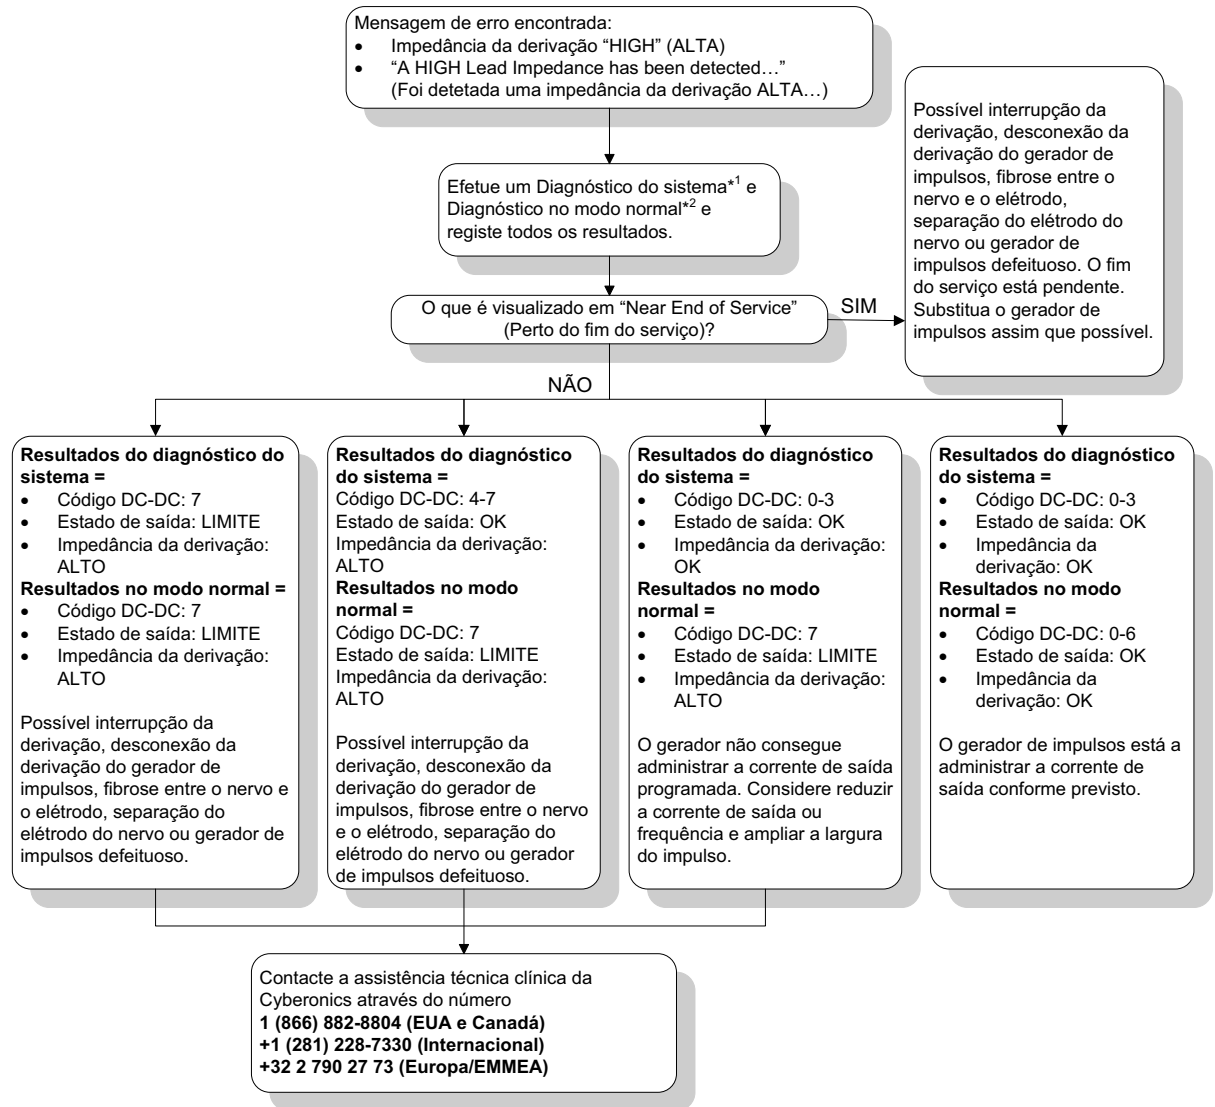 Mensagem de erro encontrada:
• Impedância da derivação “HIGH” (ALTA)
• “A HIGH Lead Impedance has been detected…”
(Foi detetada uma impedância da derivação ALTA…)
Possível interrupção da
derivação, desconexão da
derivação do gerador de
impulsos, fibrose entre o
nervo e o elétrodo,
separação do elétrodo do
nervo ou gerador de
impulsos defeituoso. O fim
do serviço está pendente.
Substitua o gerador de
impulsos assim que possível.
Efetue um Diagnóstico do sistema*1 e
Diagnóstico no modo normal*2 e
registe todos os resultados.
O que é visualizado em “Near End of Service”
(Perto do fim do serviço)?
SIM
NÃO
Resultados do diagnóstico do
sistema =
• Código DC-DC: 7
• Estado de saída: LIMITE
• Impedância da derivação:
ALTO
Resultados no modo normal =
• Código DC-DC: 7
• Estado de saída: LIMITE
• Impedância da derivação:
ALTO
Possível interrupção da
derivação, desconexão da
derivação do gerador de
impulsos, fibrose entre o nervo e
o elétrodo, separação do
elétrodo do nervo ou gerador de
impulsos defeituoso.
Resultados do diagnóstico
do sistema =
Código DC-DC: 4-7
Estado de saída: OK
Impedância da derivação:
ALTO
Resultados no modo
normal =
Código DC-DC: 7
Estado de saída: LIMITE
Impedância da derivação:
ALTO
Possível interrupção da
derivação, desconexão da
derivação do gerador de
impulsos, fibrose entre o nervo
e o elétrodo, separação do
elétrodo do nervo ou gerador
de impulsos defeituoso.
Resultados do diagnóstico
do sistema =
• Código DC-DC: 0-3
• Estado de saída: OK
• Impedância da derivação:
OK
Resultados no modo
normal =
• Código DC-DC: 7
• Estado de saída: LIMITE
• Impedância da derivação:
ALTO
O gerador não consegue
administrar a corrente de saída
programada. Considere reduzir
a corrente de saída ou
frequência e ampliar a largura
do impulso.
Resultados do diagnóstico
do sistema =
• Código DC-DC: 0-3
• Estado de saída: OK
• Impedância da
derivação: OK
Resultados no modo
normal =
• Código DC-DC: 0-6
• Estado de saída: OK
• Impedância da
derivação: OK
O gerador de impulsos está a
administrar a corrente de
saída conforme previsto.
Contacte a assistência técnica clínica da
Cyberonics através do número
1 (866) 882-8804 (EUA e Canadá)
+1 (281) 228-7330 (Internacional)
+32 2 790 27 73 (Europa/EMMEA)